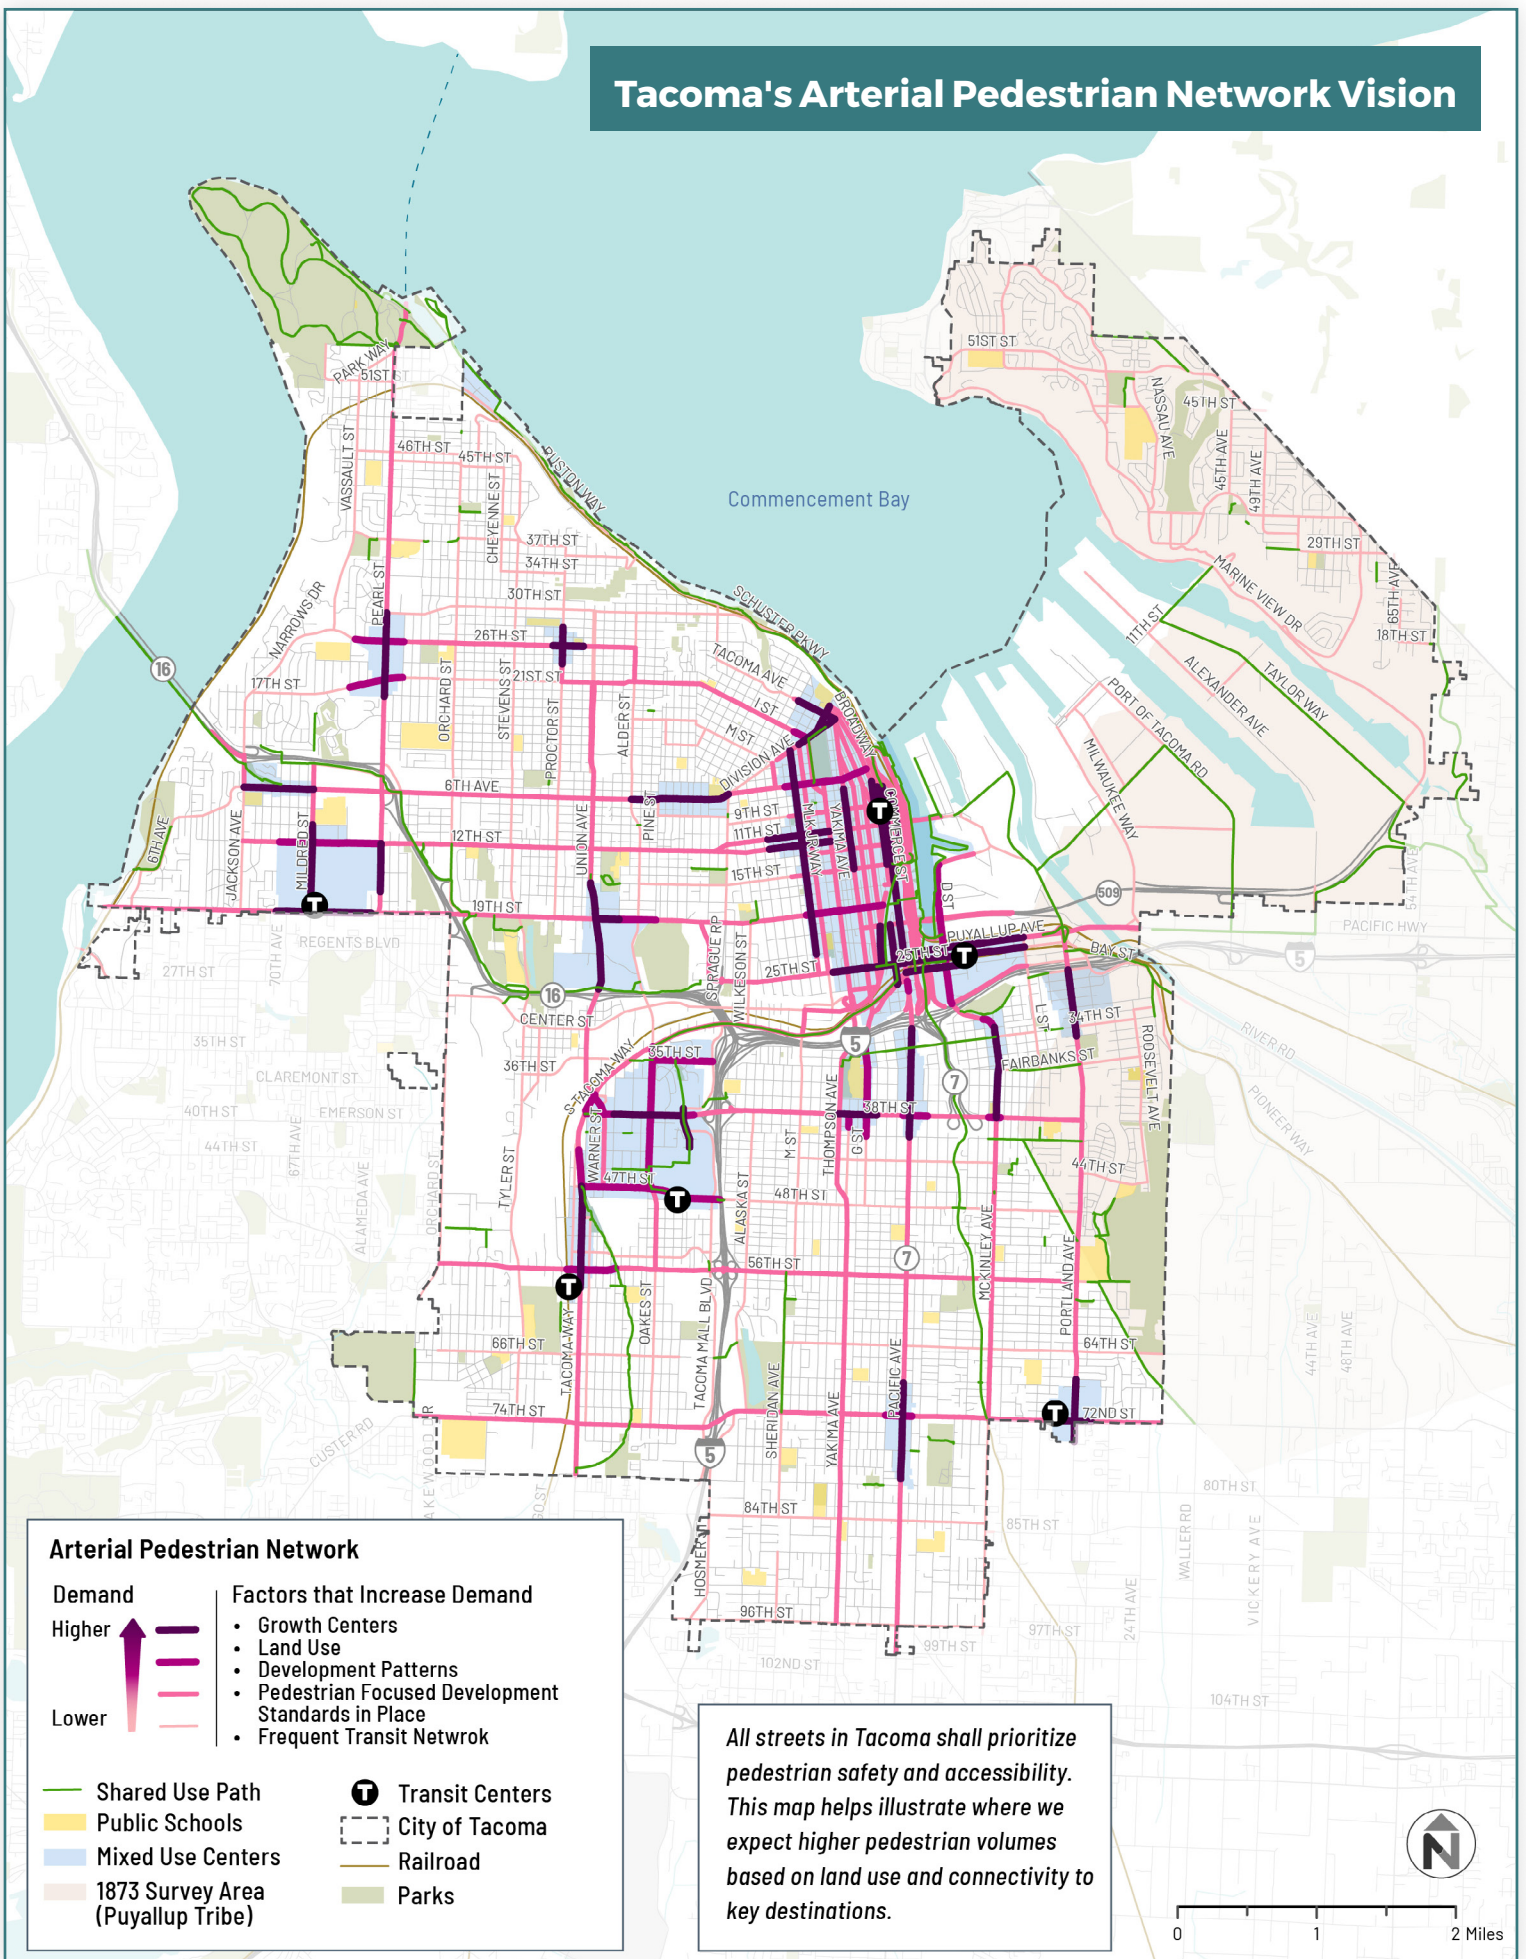 Tacoma's Arterial Pedestrian Network Vision
51ST ST
NASSAU AVE
45TH ST
45TH AVE
49TH AVE
29TH ST
65TH AVE
18TH ST
MARINE VIEW DR
11TH ST
ALEXANDER AVE
TAYLOR WAY
PORT OF TACOMA RD
MILWAUKEE WAY
509
54TH AVE
PACIFIC HWY
5
Commencement Bay
PARK WAY
51ST ST
46TH ST
45TH ST
VASSAULT ST
CHEYENNE ST
RUSTON WAY
37TH ST
34TH ST
30TH ST
PEARL ST
NARROWS DR
26TH ST
SCHUSTER PKWY
16
17TH ST
21ST ST
TACOMA AVE
I ST
M ST
BROADWAY
ORCHARD ST
STEVENS ST
PROCTOR ST
ALDER ST
DIVISION AVE
6TH AVE
6TH AVE
9TH ST
11TH ST
12TH ST
15TH ST
JACKSON AVE
MILDRED ST
UNION AVE
PINE ST
MLK JR WAY
YAKIMA AVE
T
COMMERCE ST
D ST
T
19TH ST
REGENTS BLVD
27TH ST
70TH AVE
SPRAGUE RP
WILKESON ST
25TH ST
25TH ST
PUYALLUP AVE
T
BAY ST
16
CENTER ST
5
L ST
34TH ST
ROOSEVELT AVE
RIVER RD
35TH ST
CLAREMONT ST
36TH ST
S TACOMA WAY
35TH ST
FAIRBANKS ST
7
PIONEER WAY
40TH ST
EMERSON ST
44TH ST
67TH AVE
ALAMEDA AVE
ORCHARD ST
TYLER ST
WARNER ST
38TH ST
THOMPSON AVE
G ST
M ST
44TH ST
47TH ST
T
ALASKA ST
48TH ST
MCKINLEY AVE
PORTLAND AVE
7
56TH ST
T
OAKES ST
TACOMA WAY
TACOMA MALL BLVD
66TH ST
64TH ST
44TH AVE
48TH AVE
SHERIDAN AVE
YAKIMA AVE
PACIFIC AVE
74TH ST
T
72ND ST
CUSTER RD
5
84TH ST
85TH ST
80TH ST
WALLER RD
VICKERY AVE
24TH AVE
96TH ST
97TH ST
99TH ST
102ND ST
104TH ST
Arterial Pedestrian Network
Demand
Higher
Lower
Factors that Increase Demand
• Growth Centers
• Land Use
• Development Patterns
• Pedestrian Focused Development
Standards in Place
• Frequent Transit Netwrok
Shared Use Path
Public Schools
Mixed Use Centers
1873 Survey Area
(Puyallup Tribe)
T Transit Centers
City of Tacoma
Railroad
Parks
All streets in Tacoma shall prioritize
pedestrian safety and accessibility.
This map helps illustrate where we
expect higher pedestrian volumes
based on land use and connectivity to
key destinations.
N
0 1 2 Miles